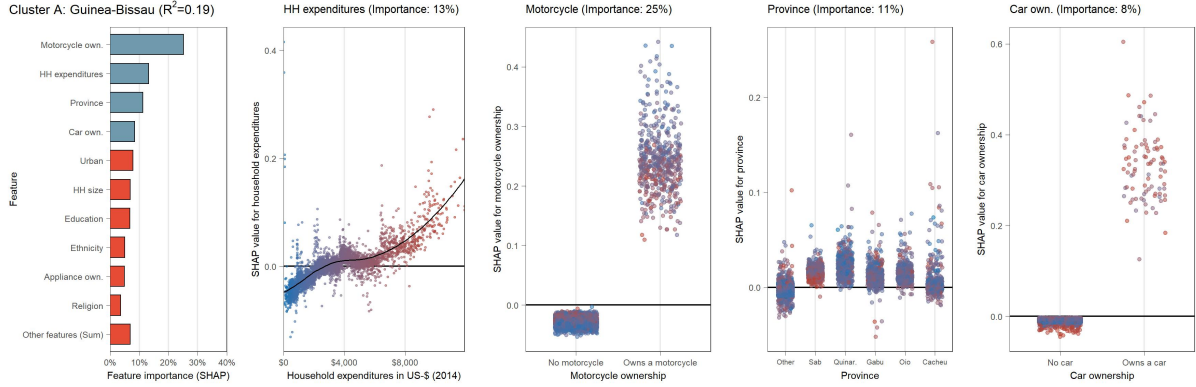 Cluster A: Guinea-Bissau (R²=0.19)
Feature
Motorcycle own.
HH expenditures
Province
Car own.
Urban
HH size
Education
Ethnicity
Appliance own.
Religion
Other features (Sum)
0% 10% 20% 30% 40%
Feature importance (SHAP)
HH expenditures (Importance: 13%)
SHAP value for household expenditures
0.4
0.2
0.0
$0 $4,000 $8,000
Household expenditures in US-$ (2014)
Motorcycle (Importance: 25%)
SHAP value for motorcycle ownership
0.4
0.3
0.2
0.1
0.0
No motorcycle Owns a motorcycle
Motorcycle ownership
Province (Importance: 11%)
SHAP value for province
0.2
0.1
0.0
Other Sab Quinar. Gabu Oio Cacheu
Province
Car own. (Importance: 8%)
SHAP value for car ownership
0.6
0.4
0.2
0.0
No car Owns a car
Car ownership